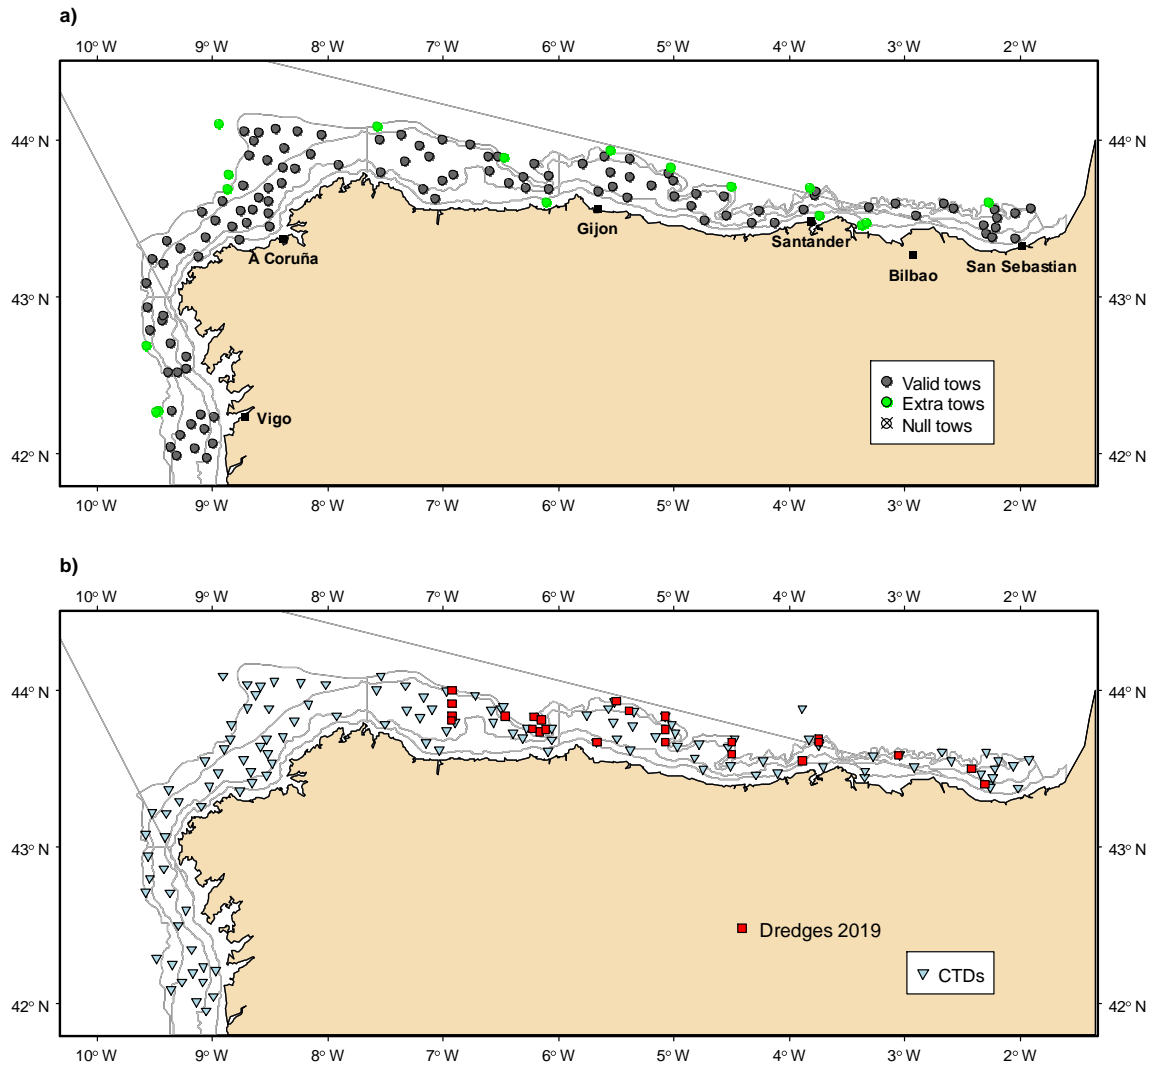 a)
10° W 9° W 8° W 7° W 6° W 5° W 4° W 3° W 2° W
44° N 44° N
Gijon
Santander
A Coruña
Bilbao
San Sebastian
43° N 43° N
Valid tows
Extra tows
Null tows
Vigo
42° N 42° N
10° W 9° W 8° W 7° W 6° W 5° W 4° W 3° W 2° W
b)
10° W 9° W 8° W 7° W 6° W 5° W 4° W 3° W 2° W
44° N 44° N
43° N 43° N
Dredges 2019
CTDs
42° N 42° N
10° W 9° W 8° W 7° W 6° W 5° W 4° W 3° W 2° W